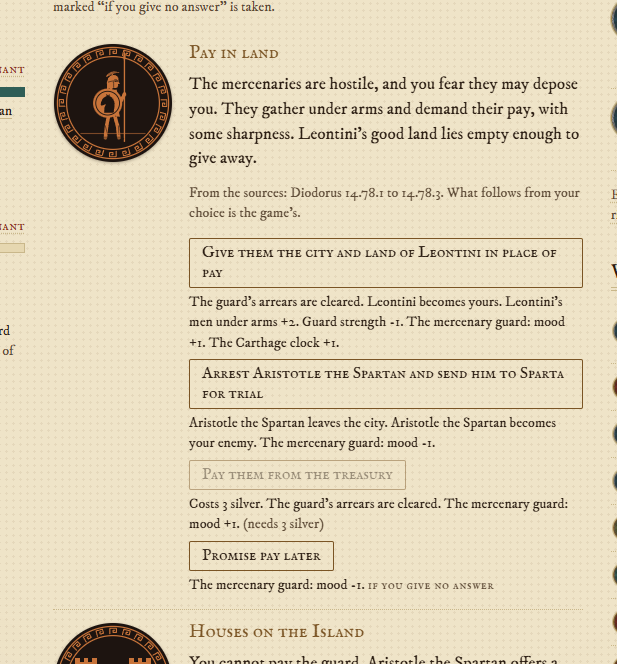 marked “if you give no answer” is taken.
NANT
an
NANT
rd
of
Pay in land
The mercenaries are hostile, and you fear they may depose
you. They gather under arms and demand their pay, with
some sharpness. Leontini’s good land lies empty enough to
give away.
From the sources: Diodorus 14.78.1 to 14.78.3. What follows from your
choice is the game’s.
Give them the city and land of Leontini in place of
pay
The guard’s arrears are cleared. Leontini becomes yours. Leontini’s
men under arms +2. Guard strength -1. The mercenary guard: mood
+1. The Carthage clock +1.
Arrest Aristotle the Spartan and send him to Sparta
for trial
Aristotle the Spartan leaves the city. Aristotle the Spartan becomes
your enemy. The mercenary guard: mood -1.
Pay them from the treasury
Costs 3 silver. The guard’s arrears are cleared. The mercenary guard:
mood +1. (needs 3 silver)
Promise pay later
The mercenary guard: mood -1. if you give no answer
Houses on the Island
You cannot pay the guard. Aristotle the Spartan offers a